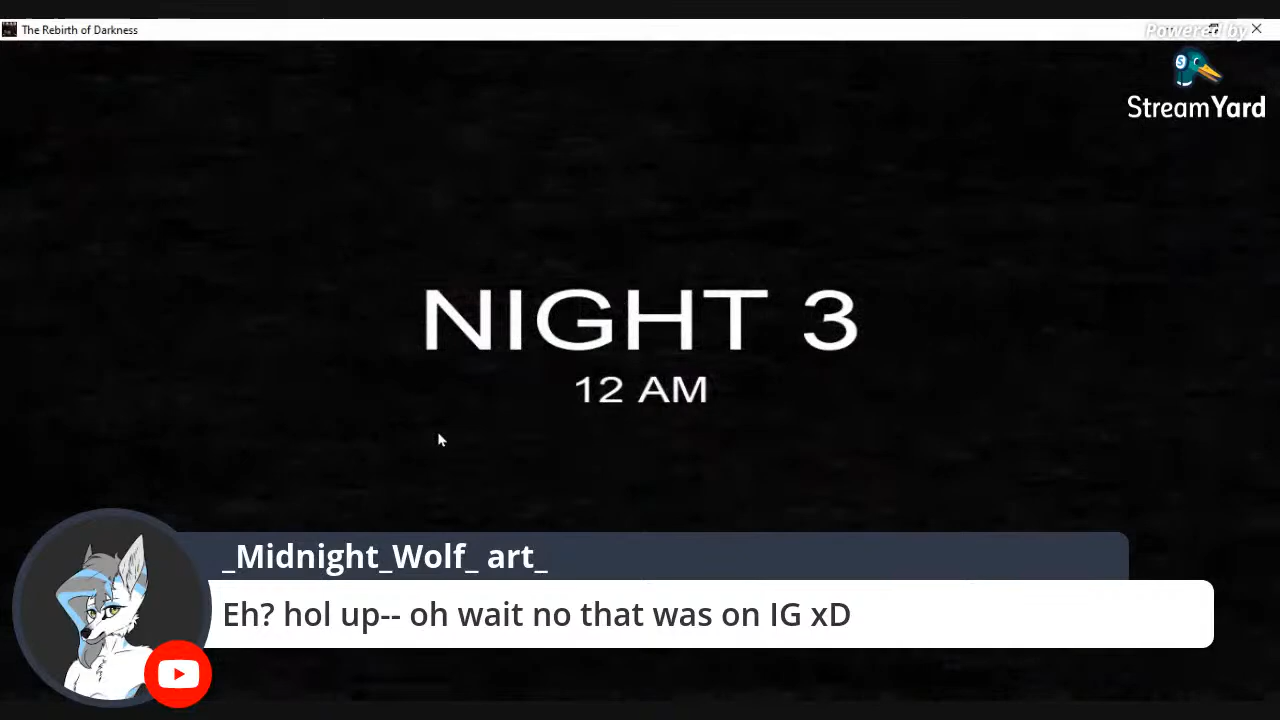 The Rebirth of Darkness
Powered by
StreamYard
NIGHT 3
12 AM
_Midnight_Wolf_ art_
Eh? hol up-- oh wait no that was on IG xD